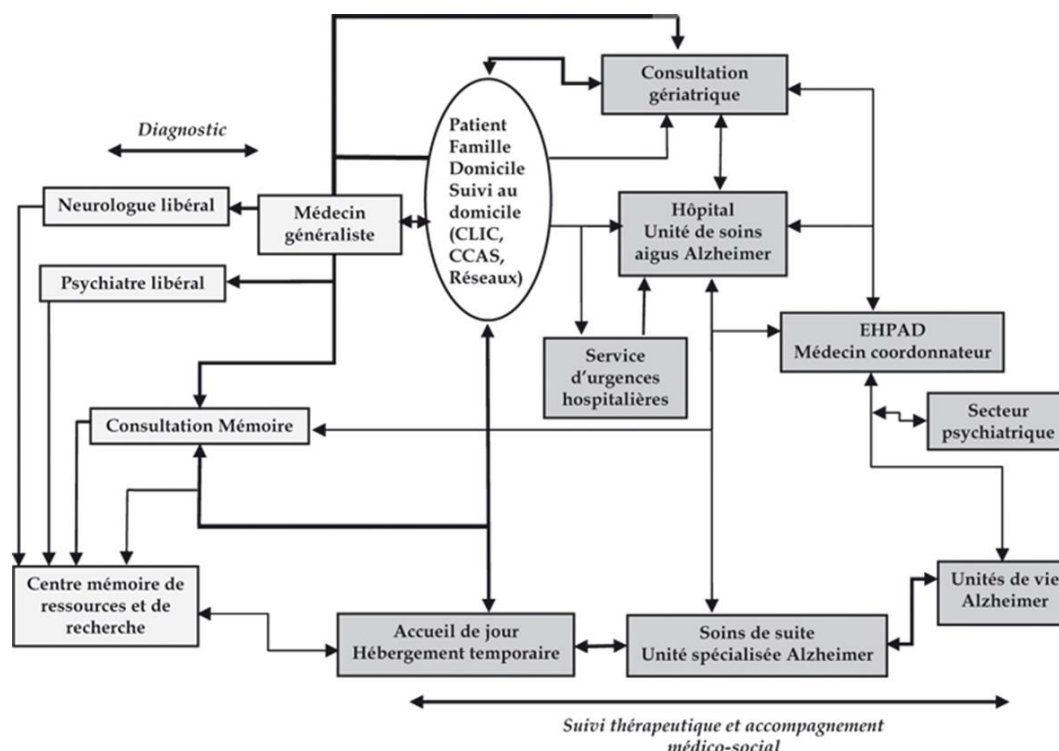 Consultation
gériatrique
Patient
Famille
Domicile
Suivi au
domicile
(CLIC,
CCAS,
Réseaux)
Diagnostic
Neurologue libéral
Médecin
généraliste
Hôpital
Unité de soins
aigus Alzheimer
Psychiatre libéral
EHPAD
Médecin coordonnateur
Service
d'urgences
hospitalières
Consultation Mémoire
Secteur
psychiatrique
Centre mémoire de
ressources et de
recherche
Unités de vie
Alzheimer
Accueil de jour
Hébergement temporaire
Soins de suite
Unité spécialisée Alzheimer
Suivi thérapeutique et accompagnement
médico-social